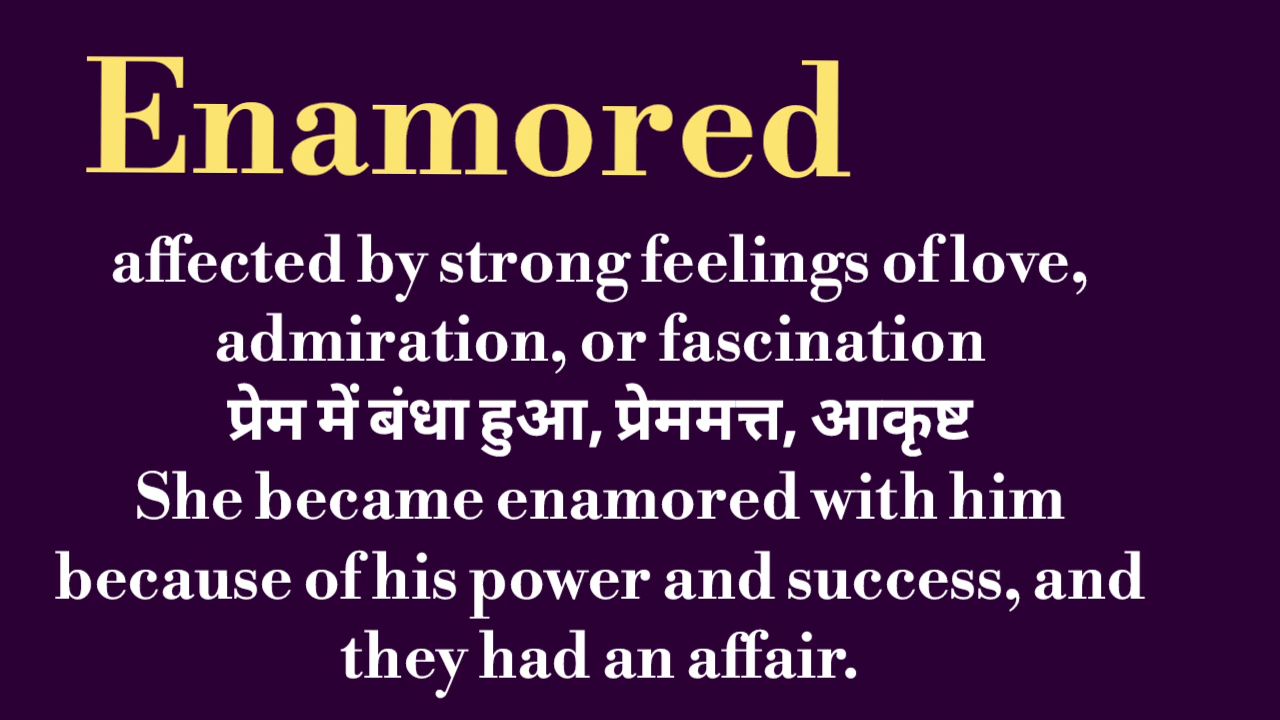 Enamored
affected by strong feelings of love,
admiration, or fascination
प्रेम में बंधा हुआ, प्रेममत्त, आकृष्ट
She became enamored with him
because of his power and success, and
they had an affair.